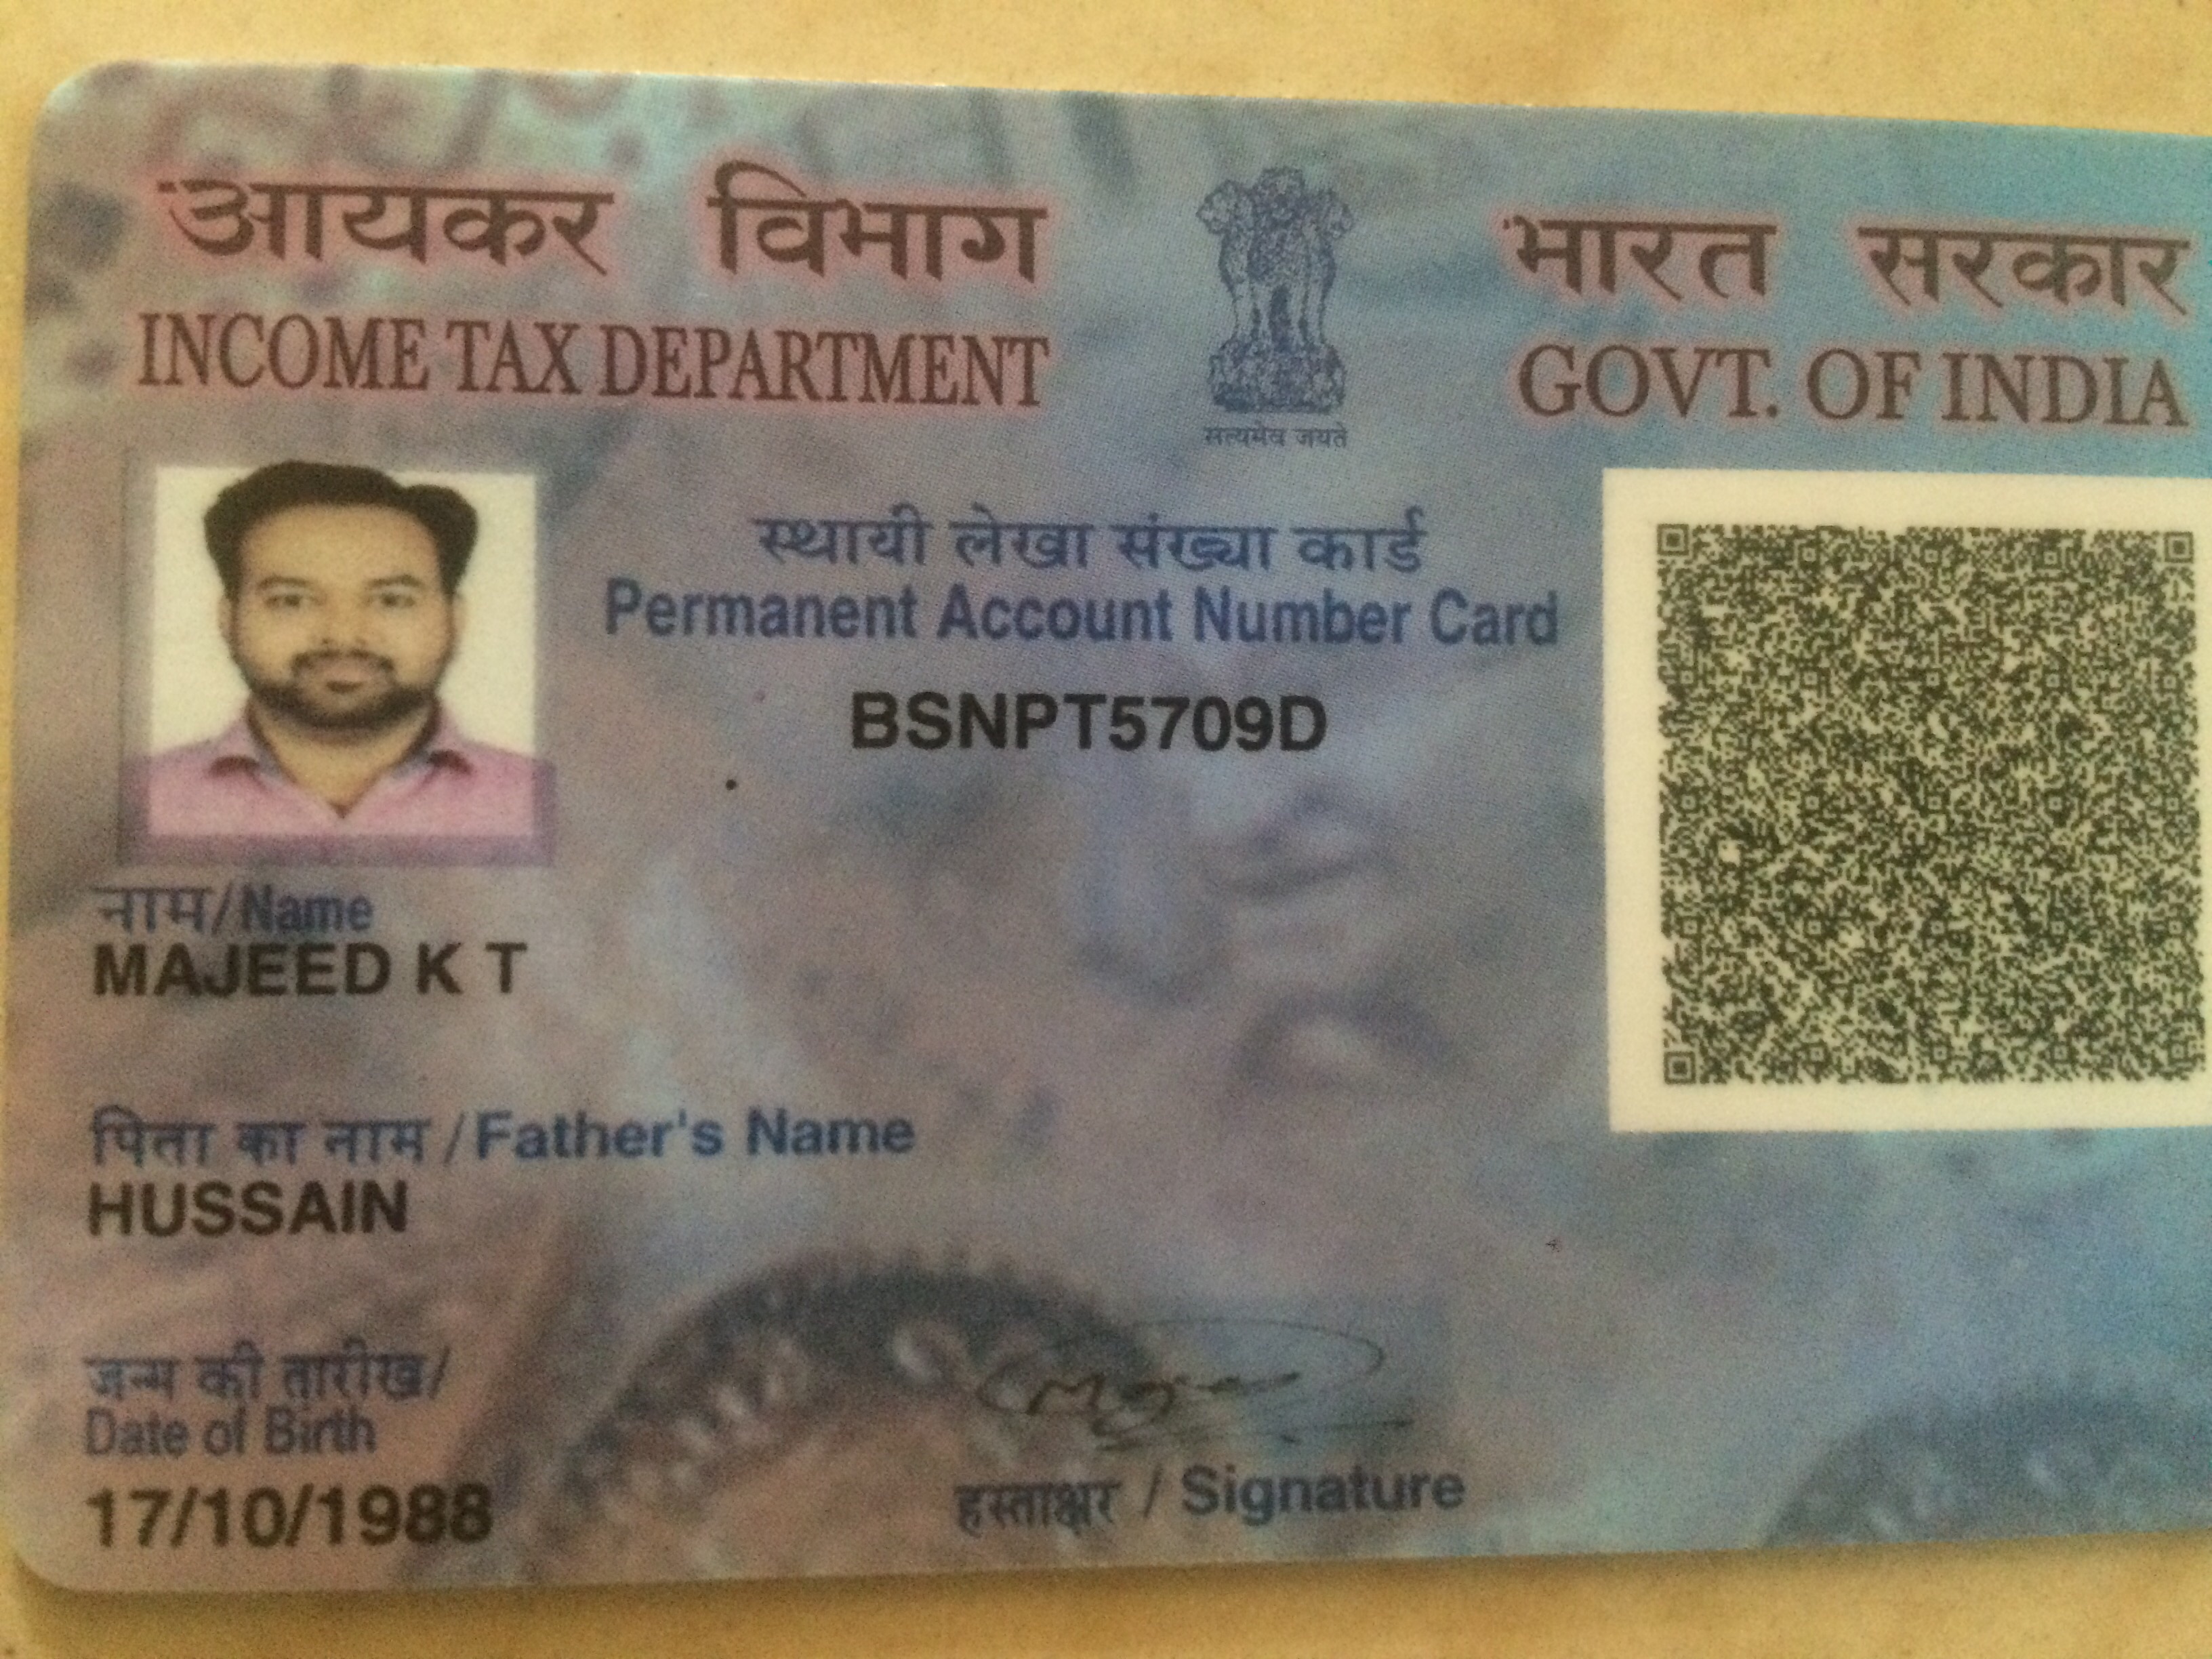 आयकर विभाग
INCOME TAX DEPARTMENT
सत्यमेव जयते
भारत सरकार
GOVT. OF INDIA
स्थायी लेखा संख्या कार्ड
Permanent Account Number Card
BSNPT5709D
नाम/Name
MAJEED K T
पिता का नाम/Father's Name
HUSSAIN
जन्म की तारीख/
Date of Birth
17/10/1988
हस्ताक्षर / Signature